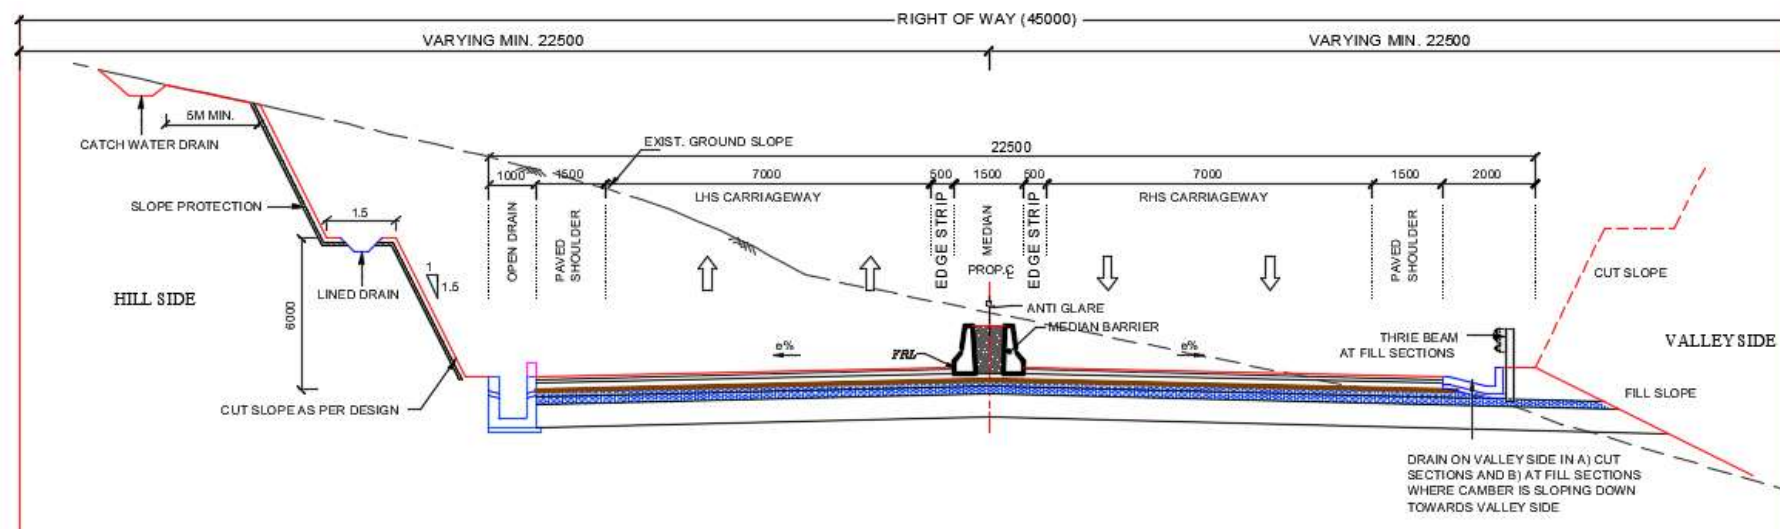 RIGHT OF WAY (45000)
VARYING MIN. 22500
VARYING MIN. 22500
5M MIN.
CATCH WATER DRAIN
EXIST. GROUND SLOPE
22500
1000
1500
7000
500
1500
500
7000
1500
2000
LHS CARRIAGEWAY
RHS CARRIAGEWAY
SLOPE PROTECTION
1.5
OPEN DRAIN
PAVED
SHOULDER
EDGE STRIP
MEDIAN
EDGE STRIP
PAVED
SHOULDER
PROP.
CUT SLOPE
1
1.5
LINED DRAIN
HILL SIDE
6000
ANTI GLARE
MEDIAN BARRIER
THRIE BEAM
AT FILL SECTIONS
VALLEY SIDE
e%
e%
FRL
FILL SLOPE
CUT SLOPE AS PER DESIGN
DRAIN ON VALLEY SIDE IN A) CUT
SECTIONS AND B) AT FILL SECTIONS
WHERE CAMBER IS SLOPING DOWN
TOWARDS VALLEY SIDE